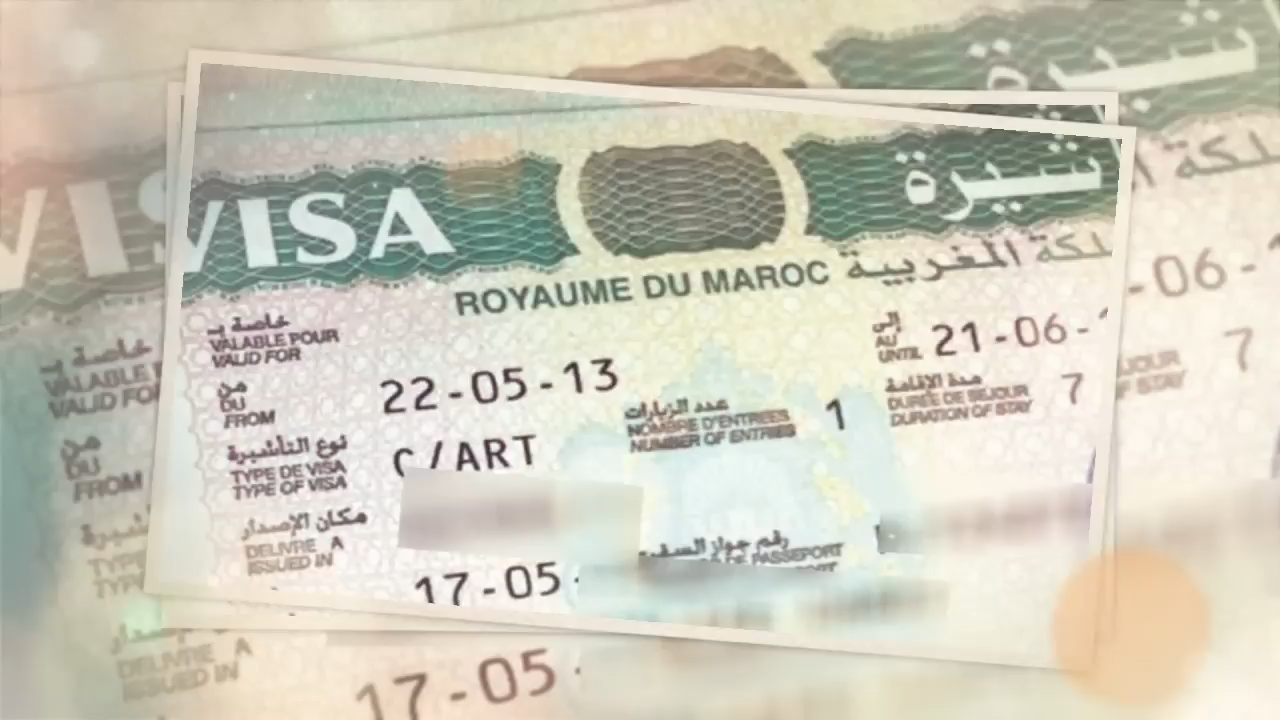 VISA
تأشيرة
ROYAUME DU MAROC المملكة المغربية
خاصة بـ
VALABLE POUR
VALID FOR
من
DU
FROM
22-05-13
إلى
AU
UNTIL
21-06-
نوع التأشيرة
TYPE DE VISA
TYPE OF VISA
C/ART
عدد الزيارات
NOMBRE D'ENTREES
NUMBER OF ENTRIES
1
مدة الإقامة
DURÉE DE SEJOUR
DURATION OF STAY
7
مكان الإصدار
DELIVRE A
ISSUED IN
رقم جواز السفر
DE PASSEPORT
17-05-